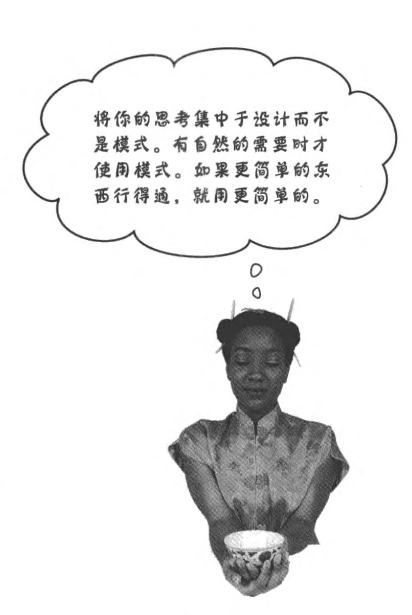 将你的思考集中于设计而不
是模式。有自然的需要时才
使用模式。如果更简单的东
西行得通，就用更简单的。